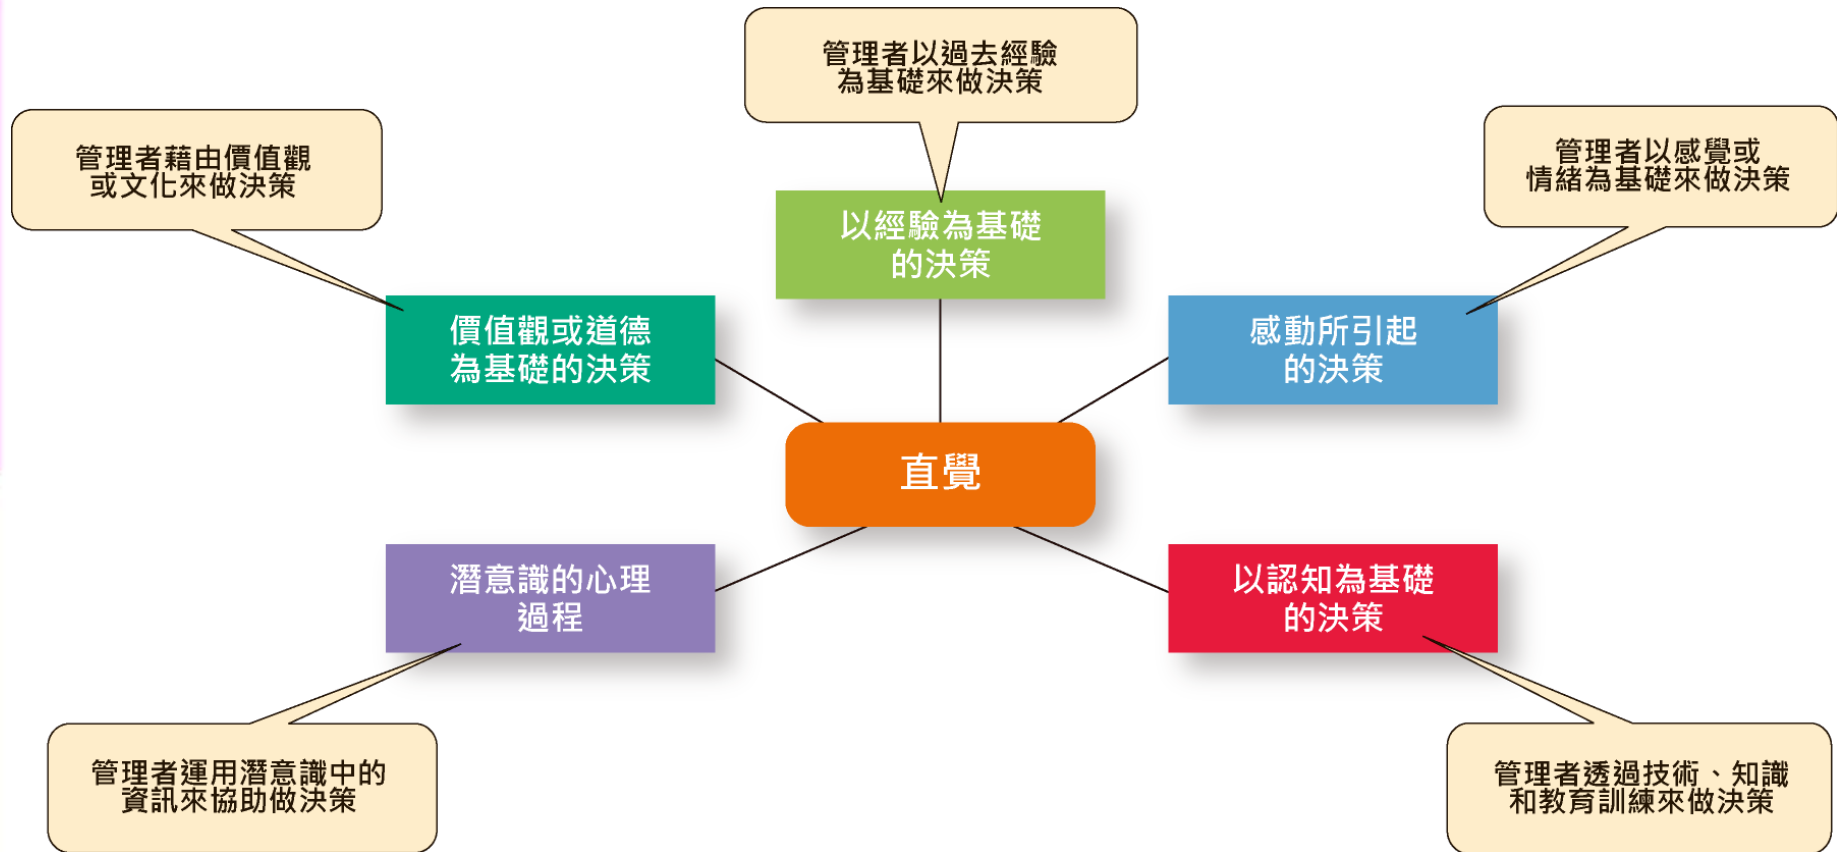 管理者以過去經驗
為基礎來做決策
管理者藉由價值觀
或文化來做決策
管理者以感覺或
情緒為基礎來做決策
以經驗為基礎
的決策
價值觀或道德
為基礎的決策
感動所引起
的決策
直覺
潛意識的心理
過程
以認知為基礎
的決策
管理者運用潛意識中的
資訊來協助做決策
管理者透過技術、知識
和教育訓練來做決策